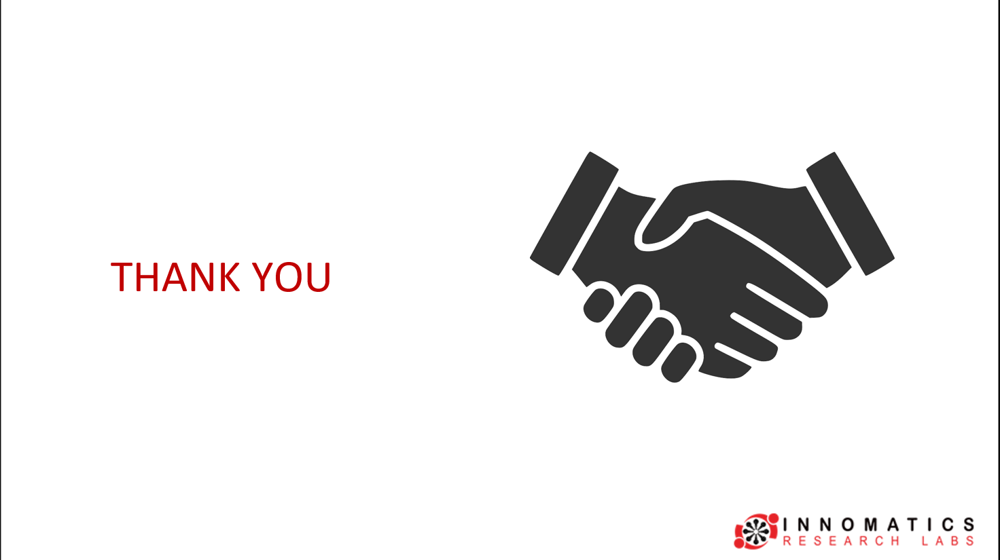 THANK YOU
INNOMATICS
RESEARCH LABS